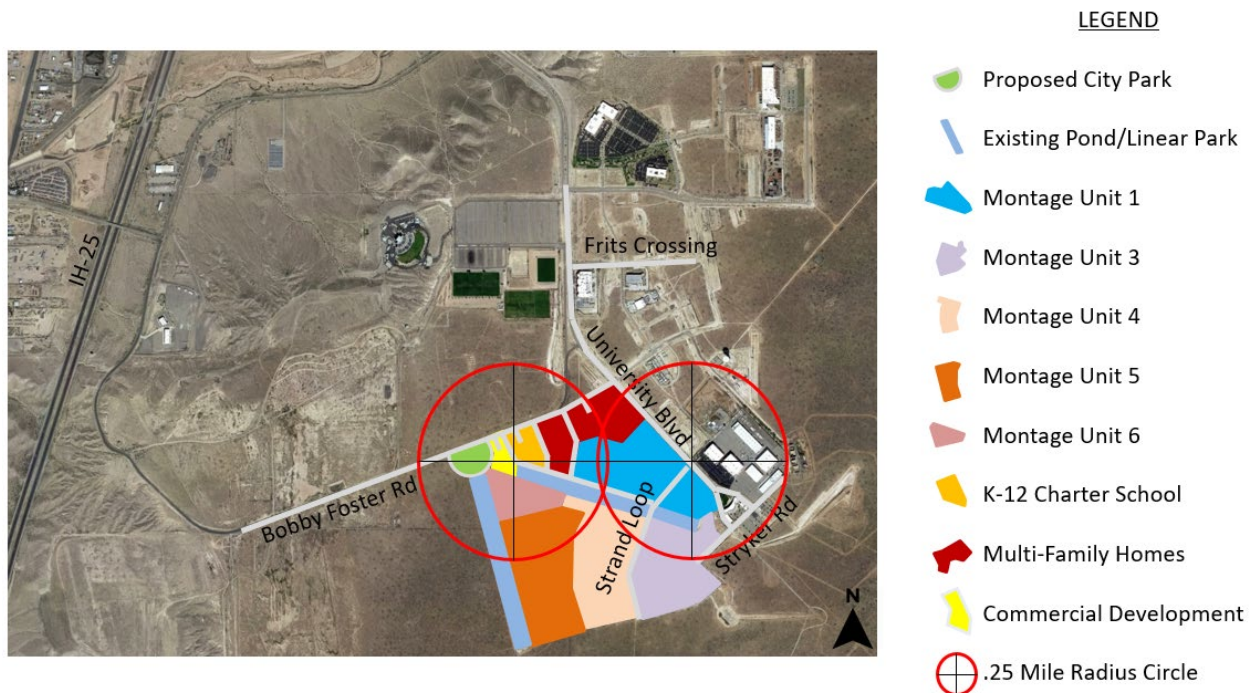 LEGEND
Proposed City Park
Existing Pond/Linear Park
Montage Unit 1
Montage Unit 3
Montage Unit 4
Montage Unit 5
Montage Unit 6
K-12 Charter School
Multi-Family Homes
Commercial Development
.25 Mile Radius Circle
IH-25
Frits Crossing
University Blvd
Bobby Foster Rd
Strand Loop
Stryker Rd
N